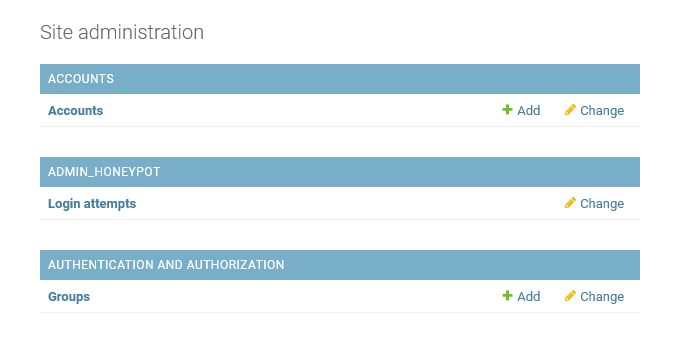 Site administration
ACCOUNTS
Accounts Add Change
ADMIN_HONEYPOT
Login attempts Change
AUTHENTICATION AND AUTHORIZATION
Groups Add Change